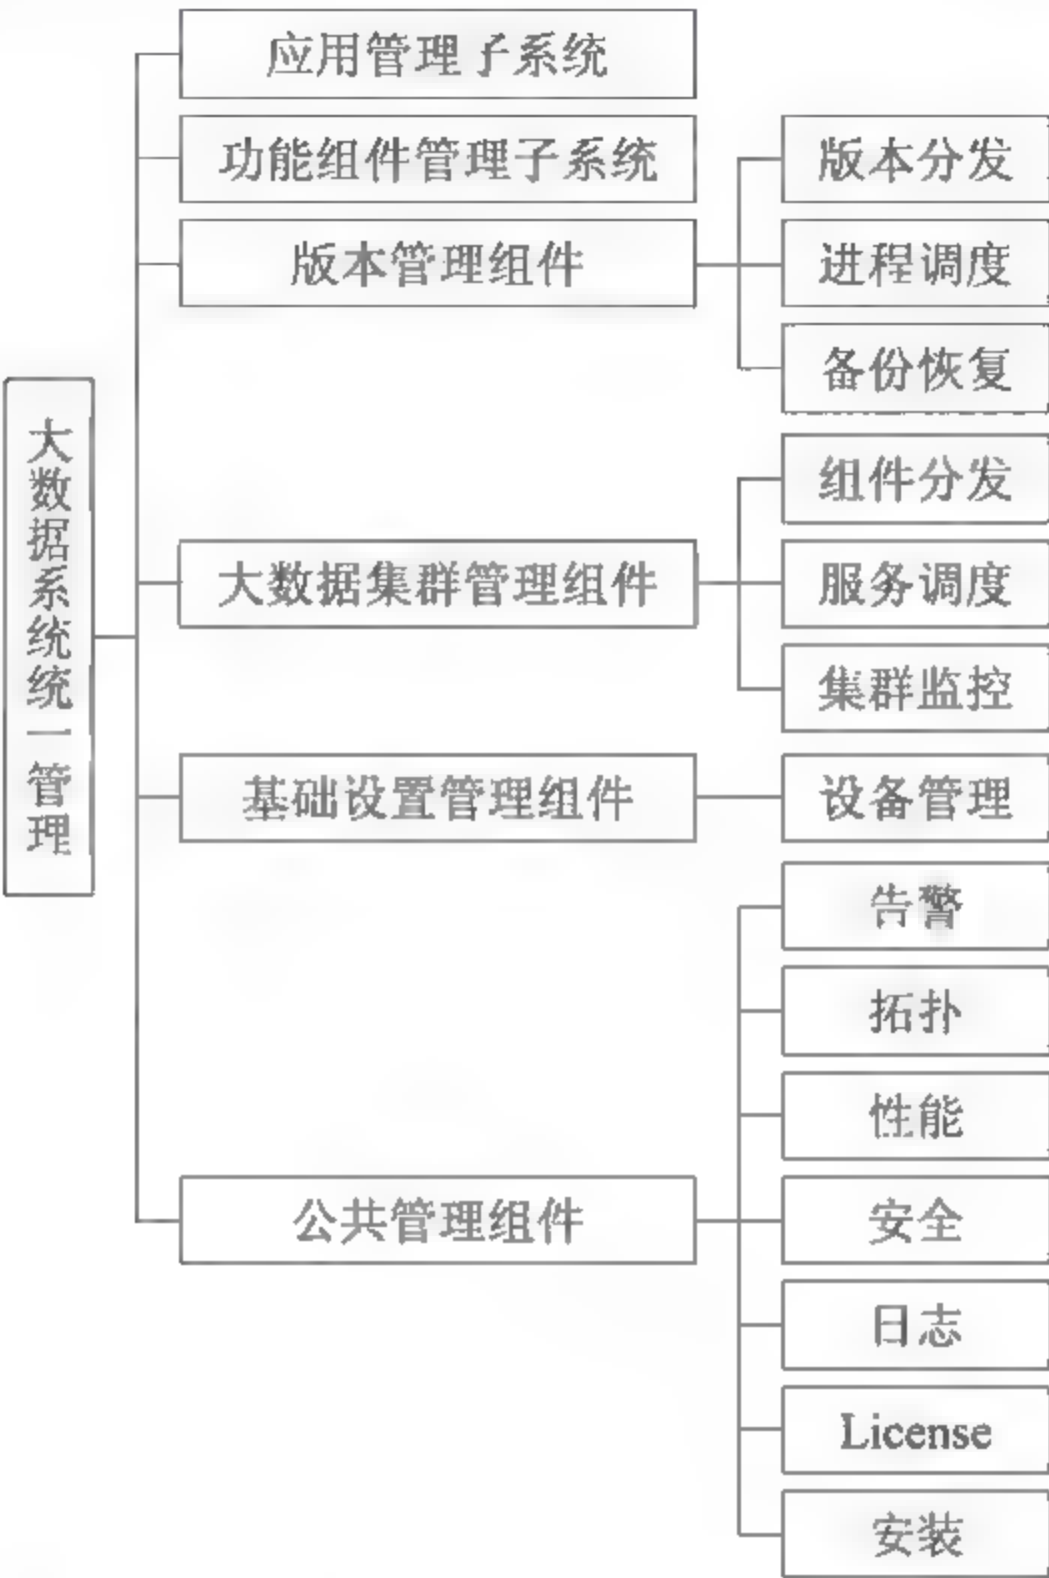 应用管理子系统
功能组件管理子系统
版本管理组件
版本分发
进程调度
备份恢复
大数据系统统一管理
大数据集群管理组件
组件分发
服务调度
集群监控
基础设置管理组件
设备管理
公共管理组件
告警
拓扑
性能
安全
日志
License
安装